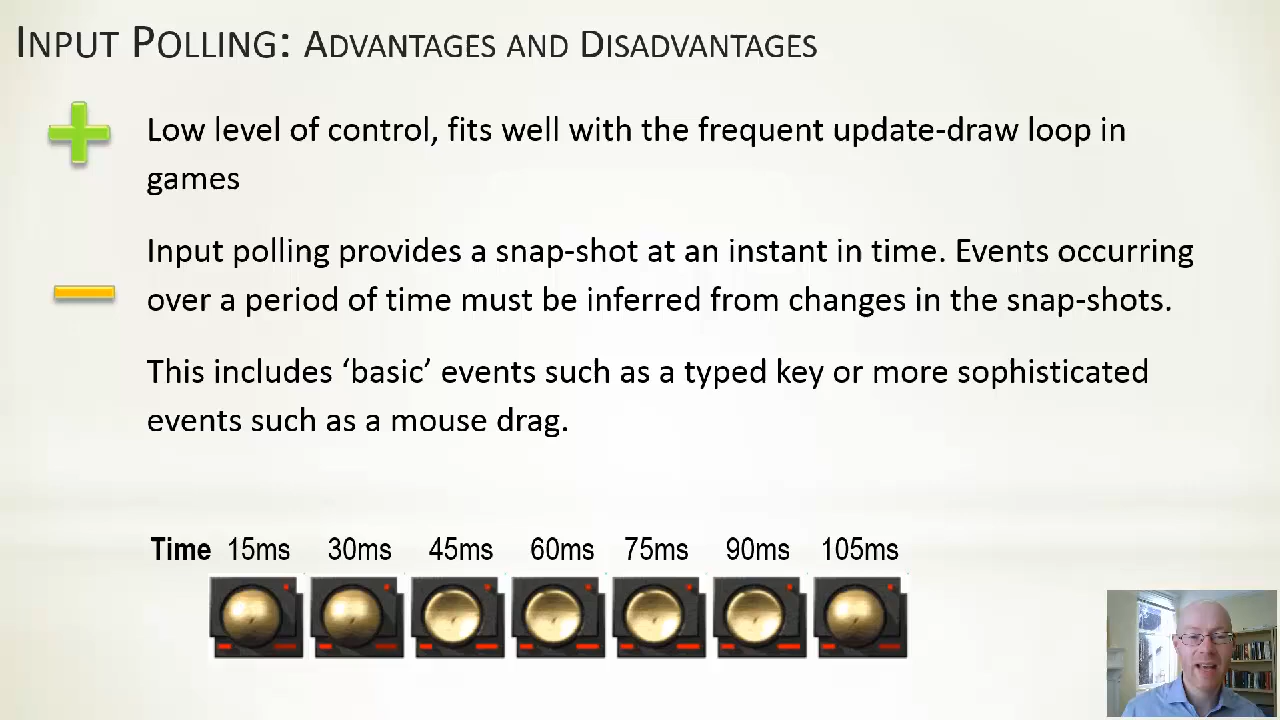 INPUT POLLING: ADVANTAGES AND DISADVANTAGES
Low level of control, fits well with the frequent update-draw loop in
games
Input polling provides a snap-shot at an instant in time. Events occurring
over a period of time must be inferred from changes in the snap-shots.
This includes ‘basic’ events such as a typed key or more sophisticated
events such as a mouse drag.
Time 15ms 30ms 45ms 60ms 75ms 90ms 105ms